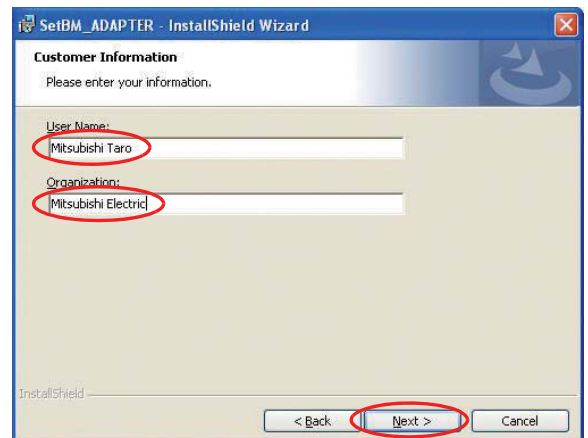 SetBM_ADAPTER - InstallShield Wizard
Customer Information
Please enter your information.
User Name:
Mitsubishi Taro
Organization:
Mitsubishi Electric
InstallShield
< Back
Next >
Cancel